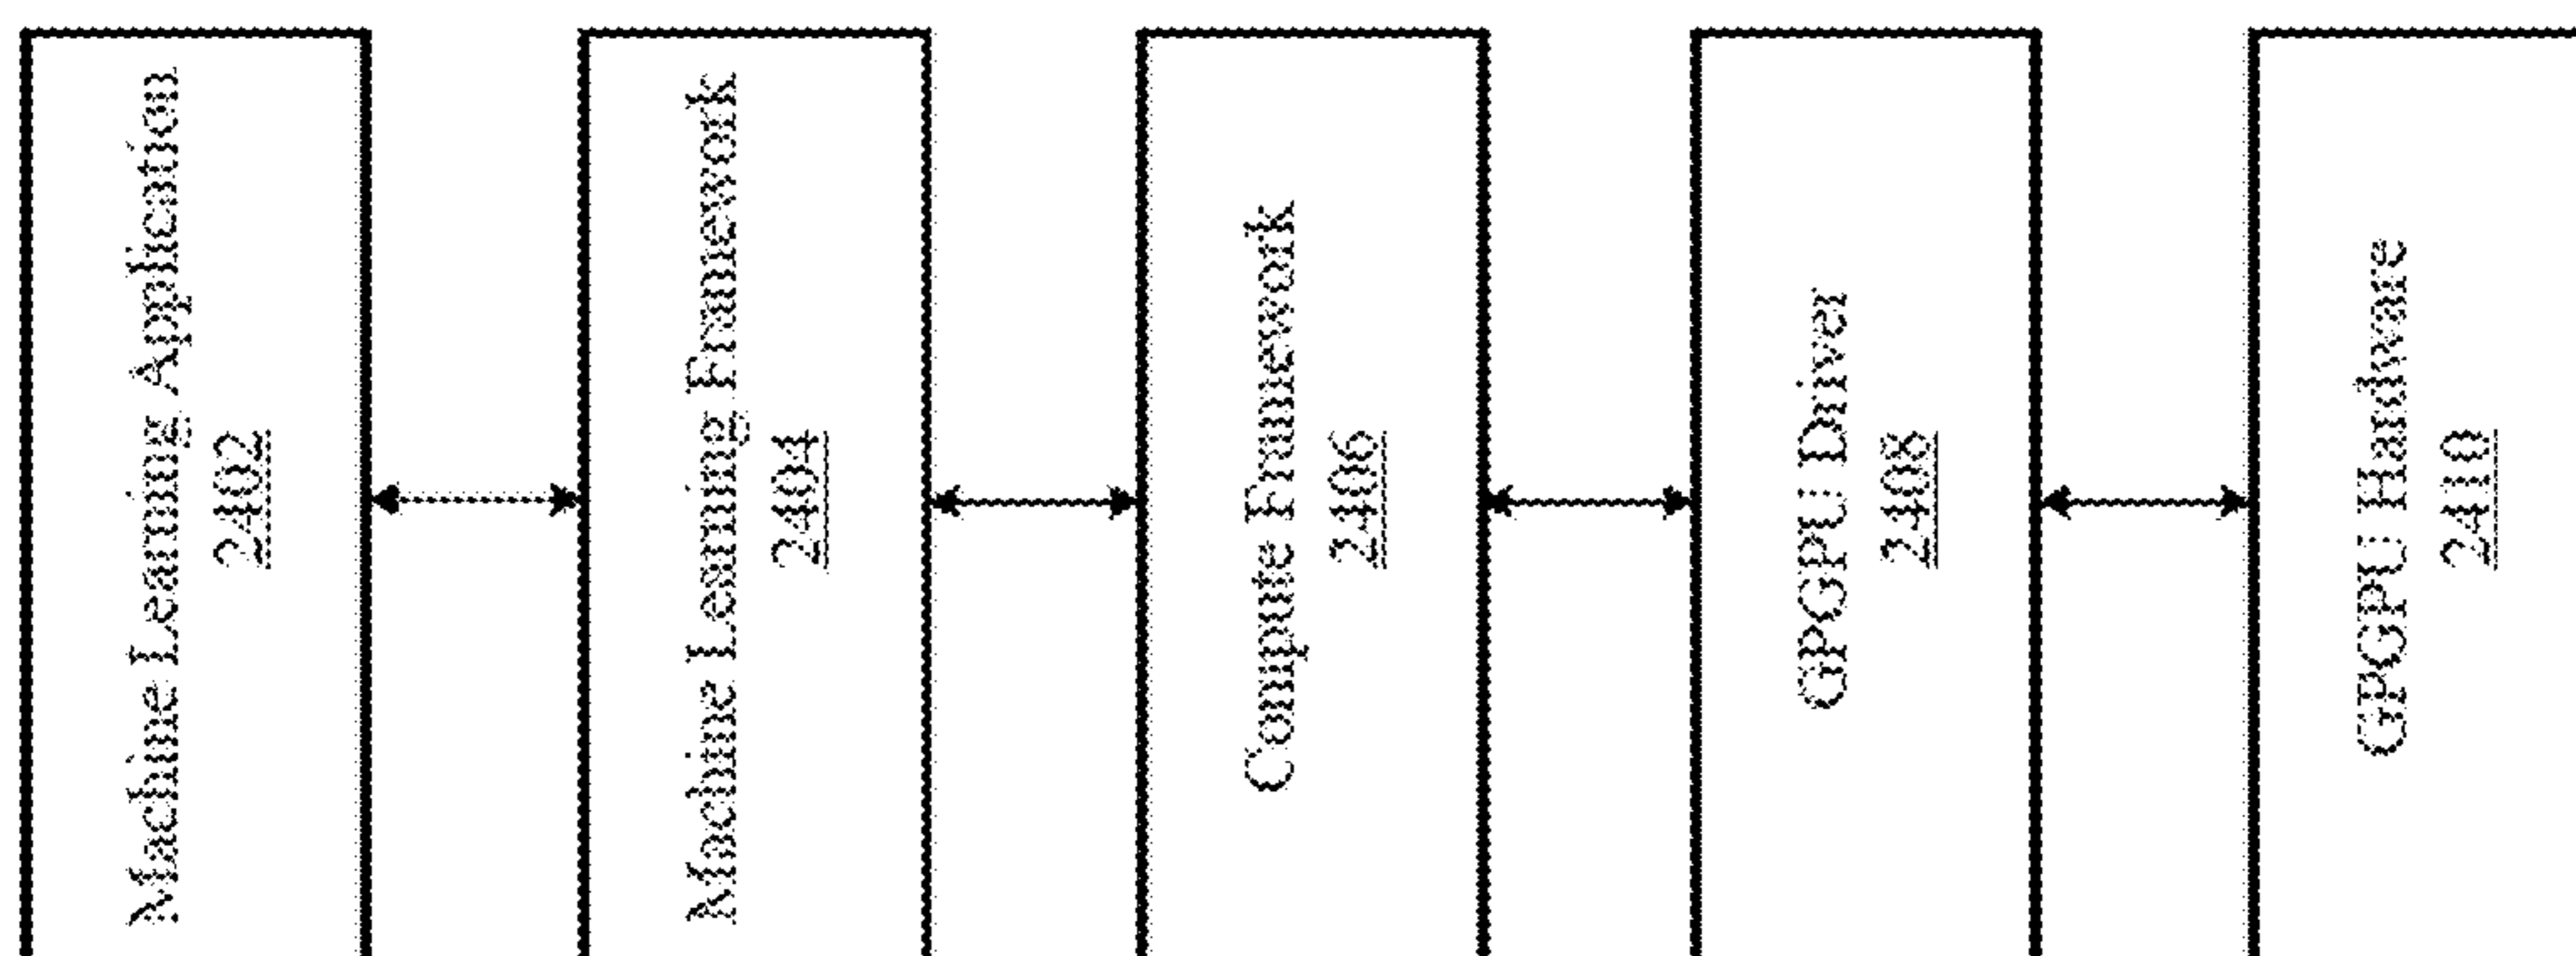 Machine Learning Application
2402
Machine Learning Framework
2404
Compute Framework
2406
GPGPU Driver
2408
GPGPU Hardware
2410